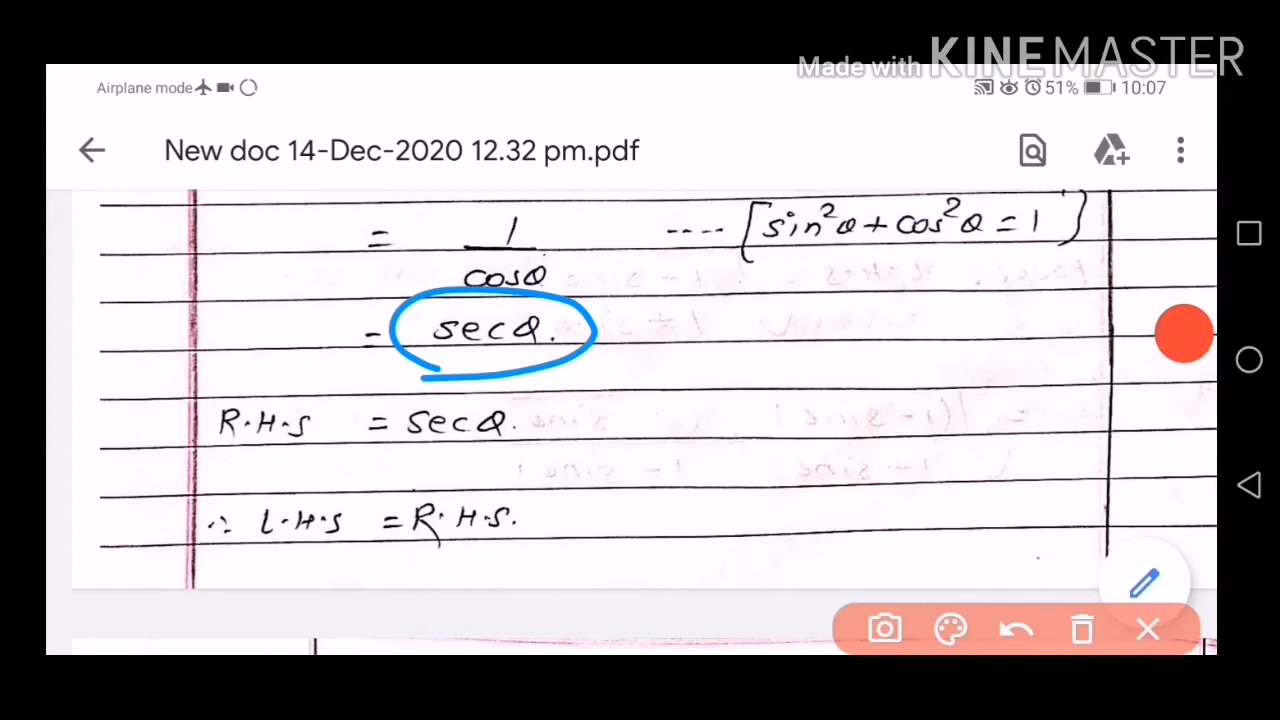 Made with KINEMASTER
Airplane mode 51% 10:07
New doc 14-Dec-2020 12.32 pm.pdf
= 1/cosθ ---- [sin²θ + cos²θ = 1]
= secθ.
R.H.S = secθ.
∴ L.H.S = R.H.S.